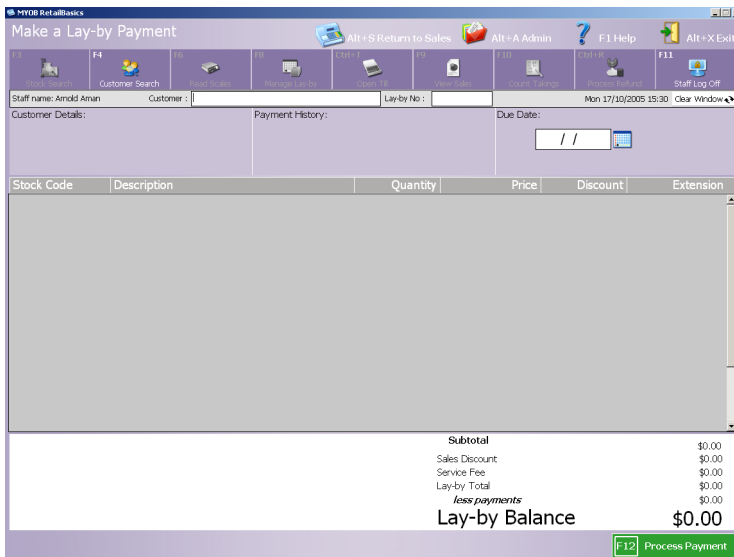 MYOB RetailBasics
Make a Lay-by Payment
Alt+S Return to Sales Alt+A Admin F1 Help Alt+X Exit
F3 F4 F6 F8 Ctrl+T F9 F10 Ctrl+R F11
Stock Search Customer Search Read Scales Manage Lay-by Open Till View Sales Count Takings Process Refund Staff Log Off
Staff name: Arnold Aman Customer : Lay-by No : Mon 17/10/2005 15:30 Clear Window
Customer Details: Payment History: Due Date:
/ /
Stock Code Description Quantity Price Discount Extension
Subtotal $0.00
Sales Discount $0.00
Service Fee $0.00
Lay-by Total $0.00
less payments $0.00
Lay-by Balance $0.00
F12 Process Payment